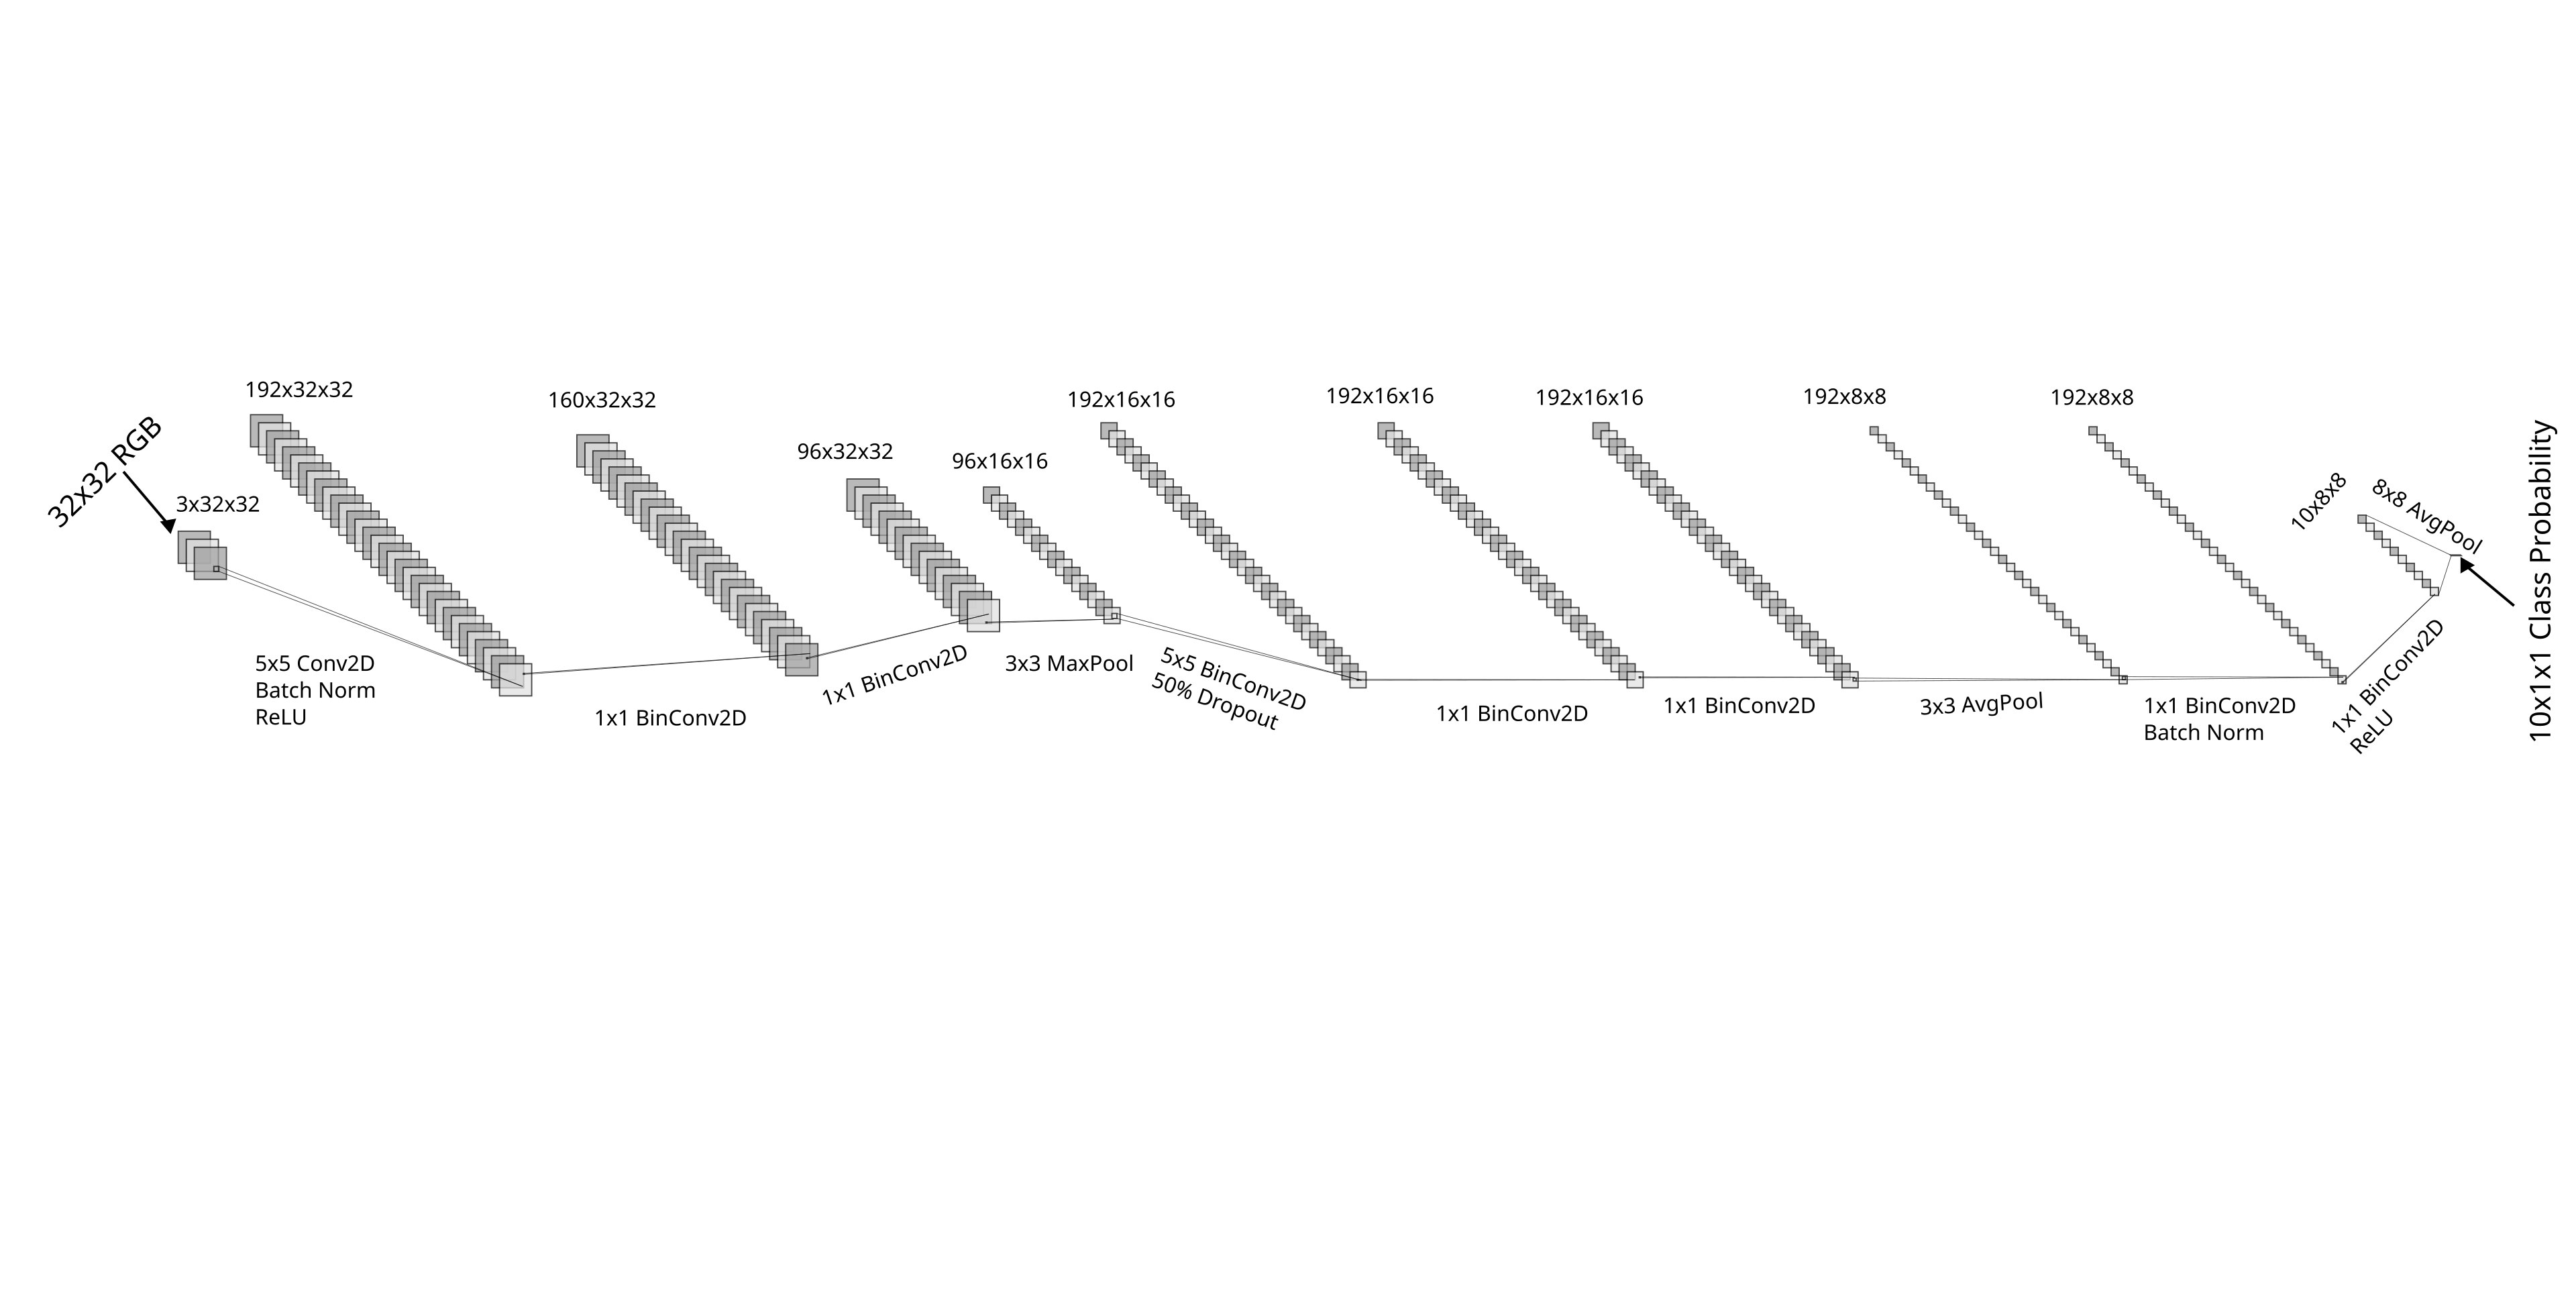 32x32 RGB
3x32x32
5x5 Conv2D
Batch Norm
ReLU
192x32x32
1x1 BinConv2D
160x32x32
1x1 BinConv2D
96x32x32
3x3 MaxPool
96x16x16
5x5 BinConv2D
50% Dropout
192x16x16
1x1 BinConv2D
192x16x16
1x1 BinConv2D
192x16x16
3x3 AvgPool
192x8x8
1x1 BinConv2D
Batch Norm
192x8x8
1x1 BinConv2D
ReLU
10x8x8
8x8 AvgPool
10x1x1 Class Probability